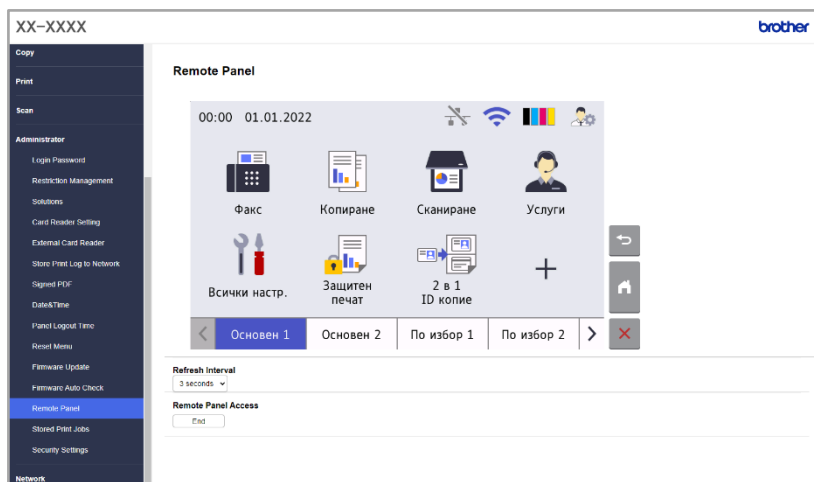 XX-XXXX
brother
Copy
Print
Scan
Administrator
Login Password
Restriction Management
Solutions
Card Reader Setting
External Card Reader
Store Print Log to Network
Signed PDF
Date&Time
Panel Logout Time
Reset Menu
Firmware Update
Firmware Auto Check
Remote Panel
Stored Print Jobs
Security Settings
Network
Remote Panel
00:00 01.01.2022
Факс
Копиране
Сканиране
Услуги
Всички настр.
Защитен
печат
2 в 1
ID копие
Основен 1
Основен 2
По избор 1
По избор 2
Refresh Interval
3 seconds
Remote Panel Access
End